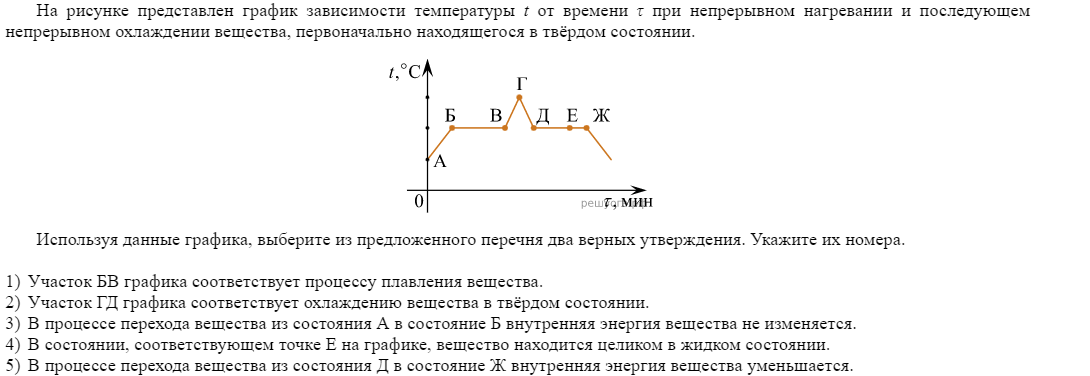 На рисунке представлен график зависимости температуры t от времени τ при непрерывном нагревании и последующем
непрерывном охлаждении вещества, первоначально находящегося в твёрдом состоянии.
t,°C
Г
Б В Д Е Ж
А
0
τ, мин
Используя данные графика, выберите из предложенного перечня два верных утверждения. Укажите их номера.
1) Участок БВ графика соответствует процессу плавления вещества.
2) Участок ГД графика соответствует охлаждению вещества в твёрдом состоянии.
3) В процессе перехода вещества из состояния А в состояние Б внутренняя энергия вещества не изменяется.
4) В состоянии, соответствующем точке Е на графике, вещество находится целиком в жидком состоянии.
5) В процессе перехода вещества из состояния Д в состояние Ж внутренняя энергия вещества уменьшается.